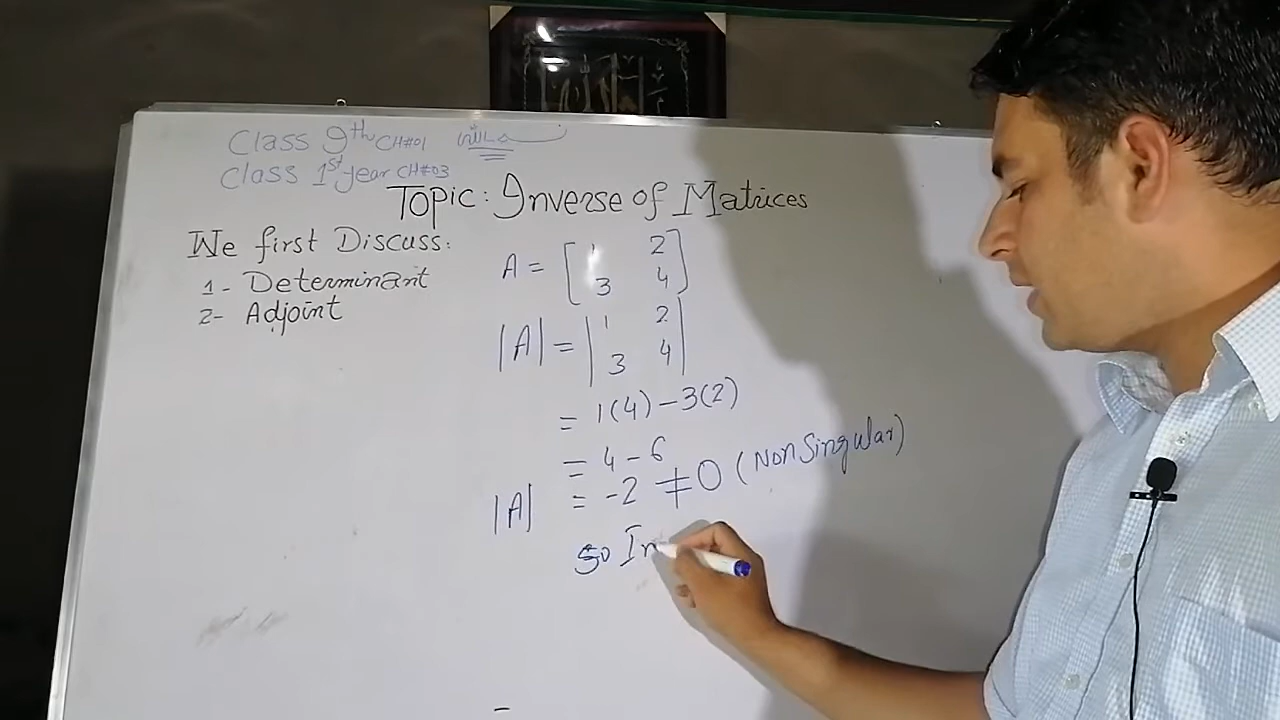 Class 9th CH#01
Class 1st year CH#03
Topic: Inverse of Matrices
We first Discuss:
1- Determinant
2- Adjoint
A = [ 1 2
3 4 ]
|A| = | 1 2
3 4 |
= 1(4) - 3(2)
= 4 - 6
|A| = -2 ≠ 0 (Non Singular)
so In